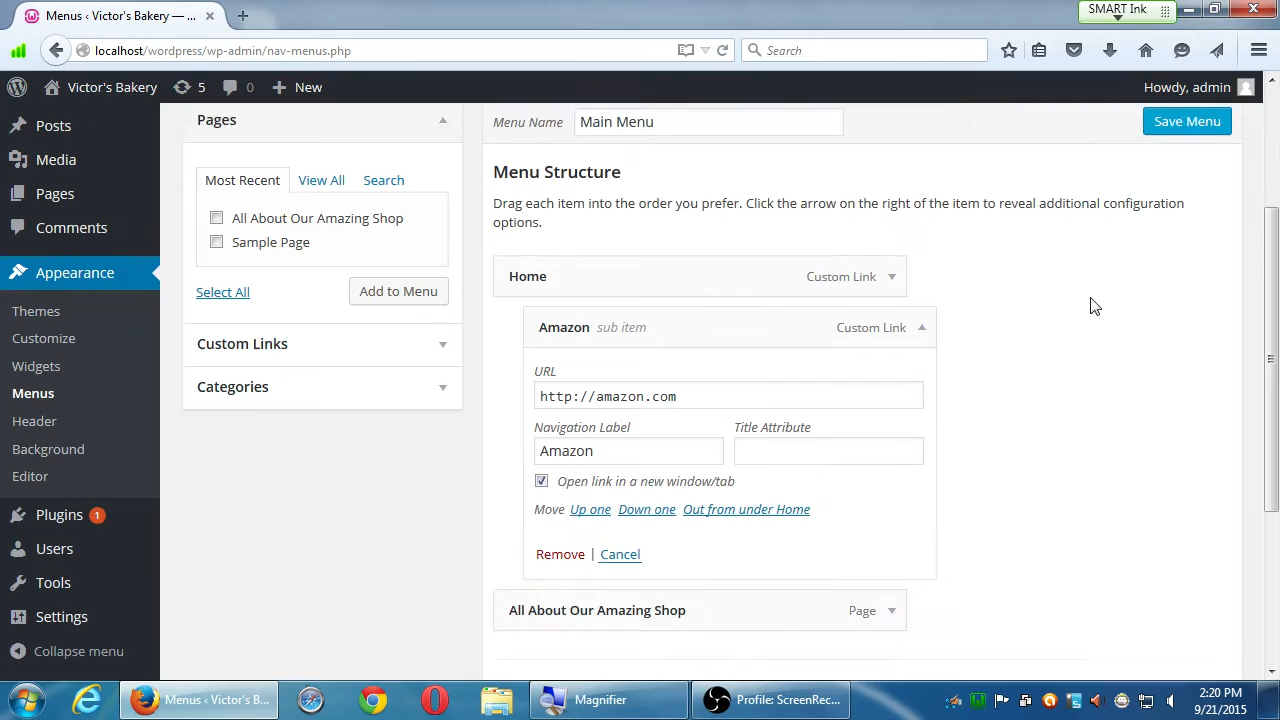 Menus ‹ Victor's Bakery — ...
SMART Ink
localhost/wordpress/wp-admin/nav-menus.php
Search
Victor's Bakery
5
0
New
Howdy, admin
Posts
Media
Pages
Comments
Appearance
Themes
Customize
Widgets
Menus
Header
Background
Editor
Plugins 1
Users
Tools
Settings
Collapse menu
Pages
Most Recent
View All
Search
All About Our Amazing Shop
Sample Page
Select All
Add to Menu
Custom Links
Categories
Menu Name
Main Menu
Save Menu
Menu Structure
Drag each item into the order you prefer. Click the arrow on the right of the item to reveal additional configuration
options.
Home
Custom Link
Amazon sub item
Custom Link
URL
http://amazon.com
Navigation Label
Title Attribute
Amazon
Open link in a new window/tab
Move Up one Down one Out from under Home
Remove | Cancel
All About Our Amazing Shop
Page
Menus ‹ Victor's B...
Magnifier
Profile: ScreenRec...
2:20 PM
9/21/2015